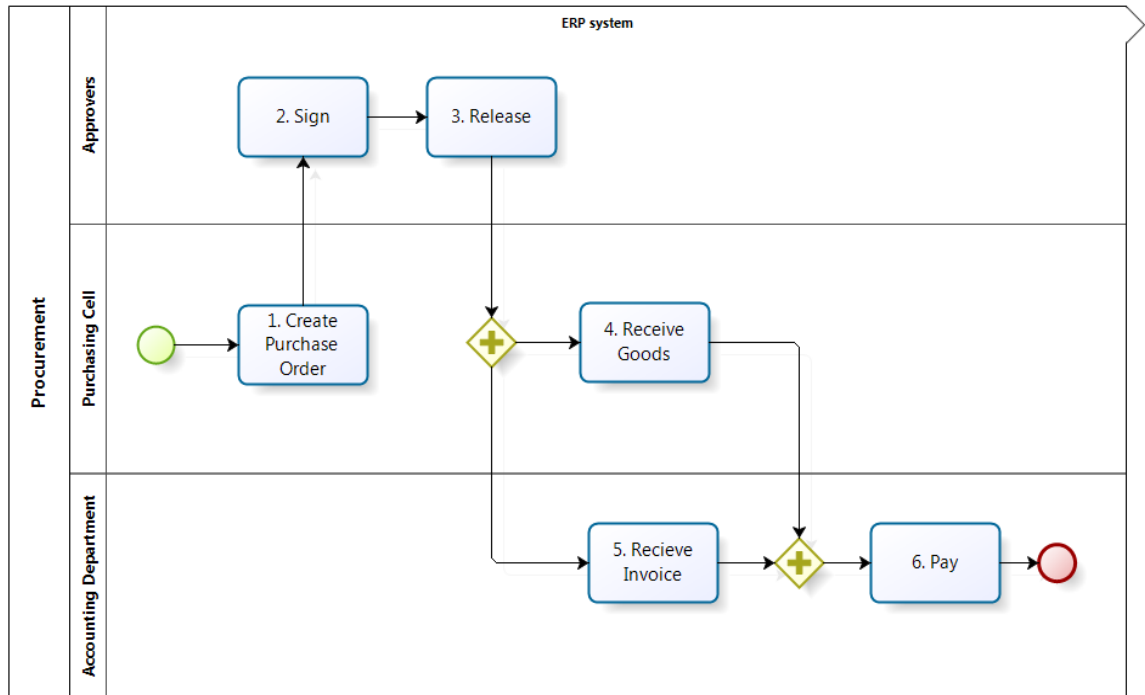 ERP system
Procurement
Approvers
2. Sign
3. Release
Purchasing Cell
1. Create
Purchase
Order
4. Receive
Goods
Accounting Department
5. Recieve
Invoice
6. Pay